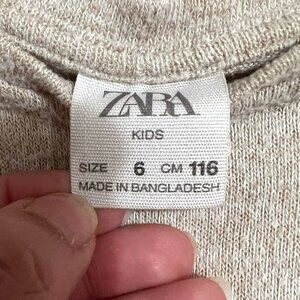 ZARA
KIDS
SIZE 6 CM 116
MADE IN BANGLADESH